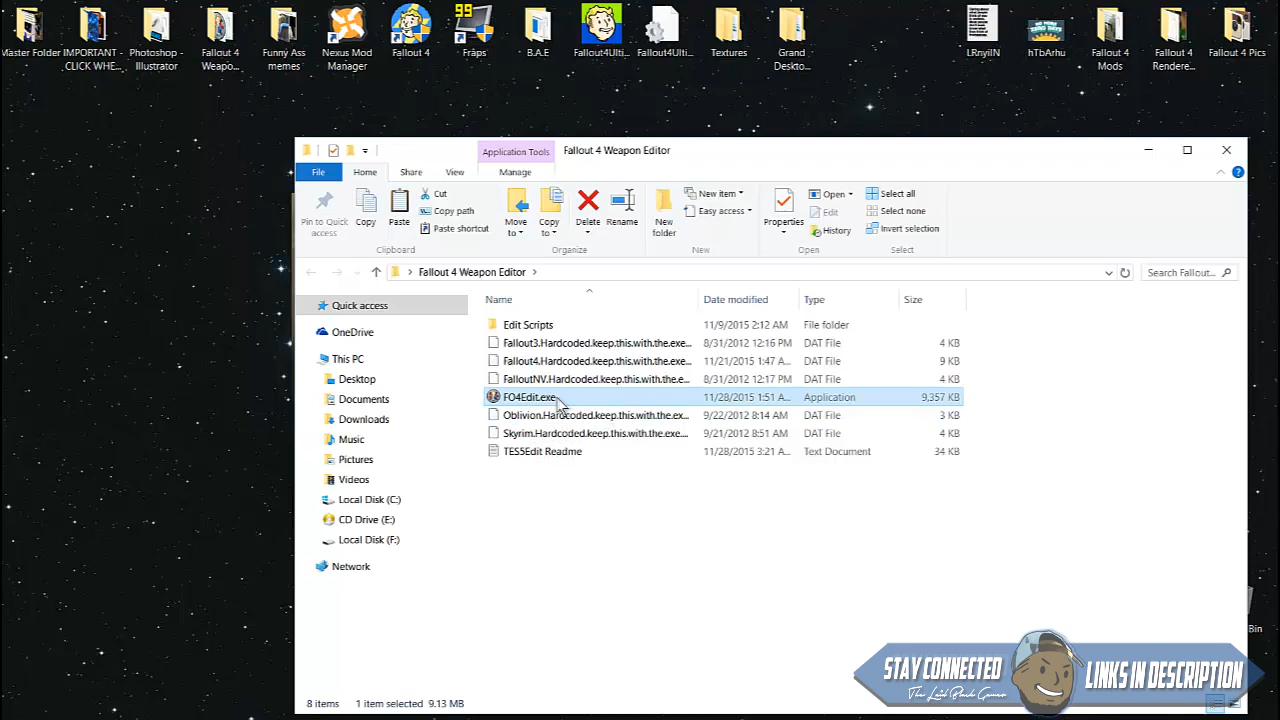 99
Master Folder
IMPORTANT
CLICK WHE...
Photoshop -
Illustrator
Fallout 4
Weapo...
Funny Ass
memes
Nexus Mod
Manager
Fallout 4
Fraps
B.A.E
Fallout4Ulti...
Fallout4Ulti...
Textures
Grand
Deskto...
LRnyiIN
hTbArhu
Fallout 4
Mods
Fallout 4
Rendere...
Fallout 4 Pics
Application Tools
Fallout 4 Weapon Editor
File
Home
Share
View
Manage
Pin to Quick
access
Copy
Paste
Cut
Copy path
Paste shortcut
Clipboard
Move
to
Copy
to
Delete
Rename
Organize
New
folder
New item
Easy access
New
Properties
Open
Edit
History
Open
Select all
Select none
Invert selection
Select
Fallout 4 Weapon Editor
Search Fallout...
Quick access
OneDrive
This PC
Desktop
Documents
Downloads
Music
Pictures
Videos
Local Disk (C:)
CD Drive (E:)
Local Disk (F:)
Network
Name Date modified Type Size
Edit Scripts 11/9/2015 2:12 AM File folder
Fallout3.Hardcoded.keep.this.with.the.exe... 8/31/2012 12:16 PM DAT File 4 KB
Fallout4.Hardcoded.keep.this.with.the.exe... 11/21/2015 1:47 A... DAT File 9 KB
FalloutNV.Hardcoded.keep.this.with.the.e... 8/31/2012 12:17 PM DAT File 4 KB
FO4Edit.exe 11/28/2015 1:51 A... Application 9,357 KB
Oblivion.Hardcoded.keep.this.with.the.ex... 9/22/2012 8:14 AM DAT File 3 KB
Skyrim.Hardcoded.keep.this.with.the.exe.... 9/21/2012 8:51 AM DAT File 4 KB
TES5Edit Readme 11/28/2015 3:21 A... Text Document 34 KB
Bin
STAY CONNECTED
The Laid Back Gamer
LINKS IN DESCRIPTION
8 items 1 item selected 9.13 MB